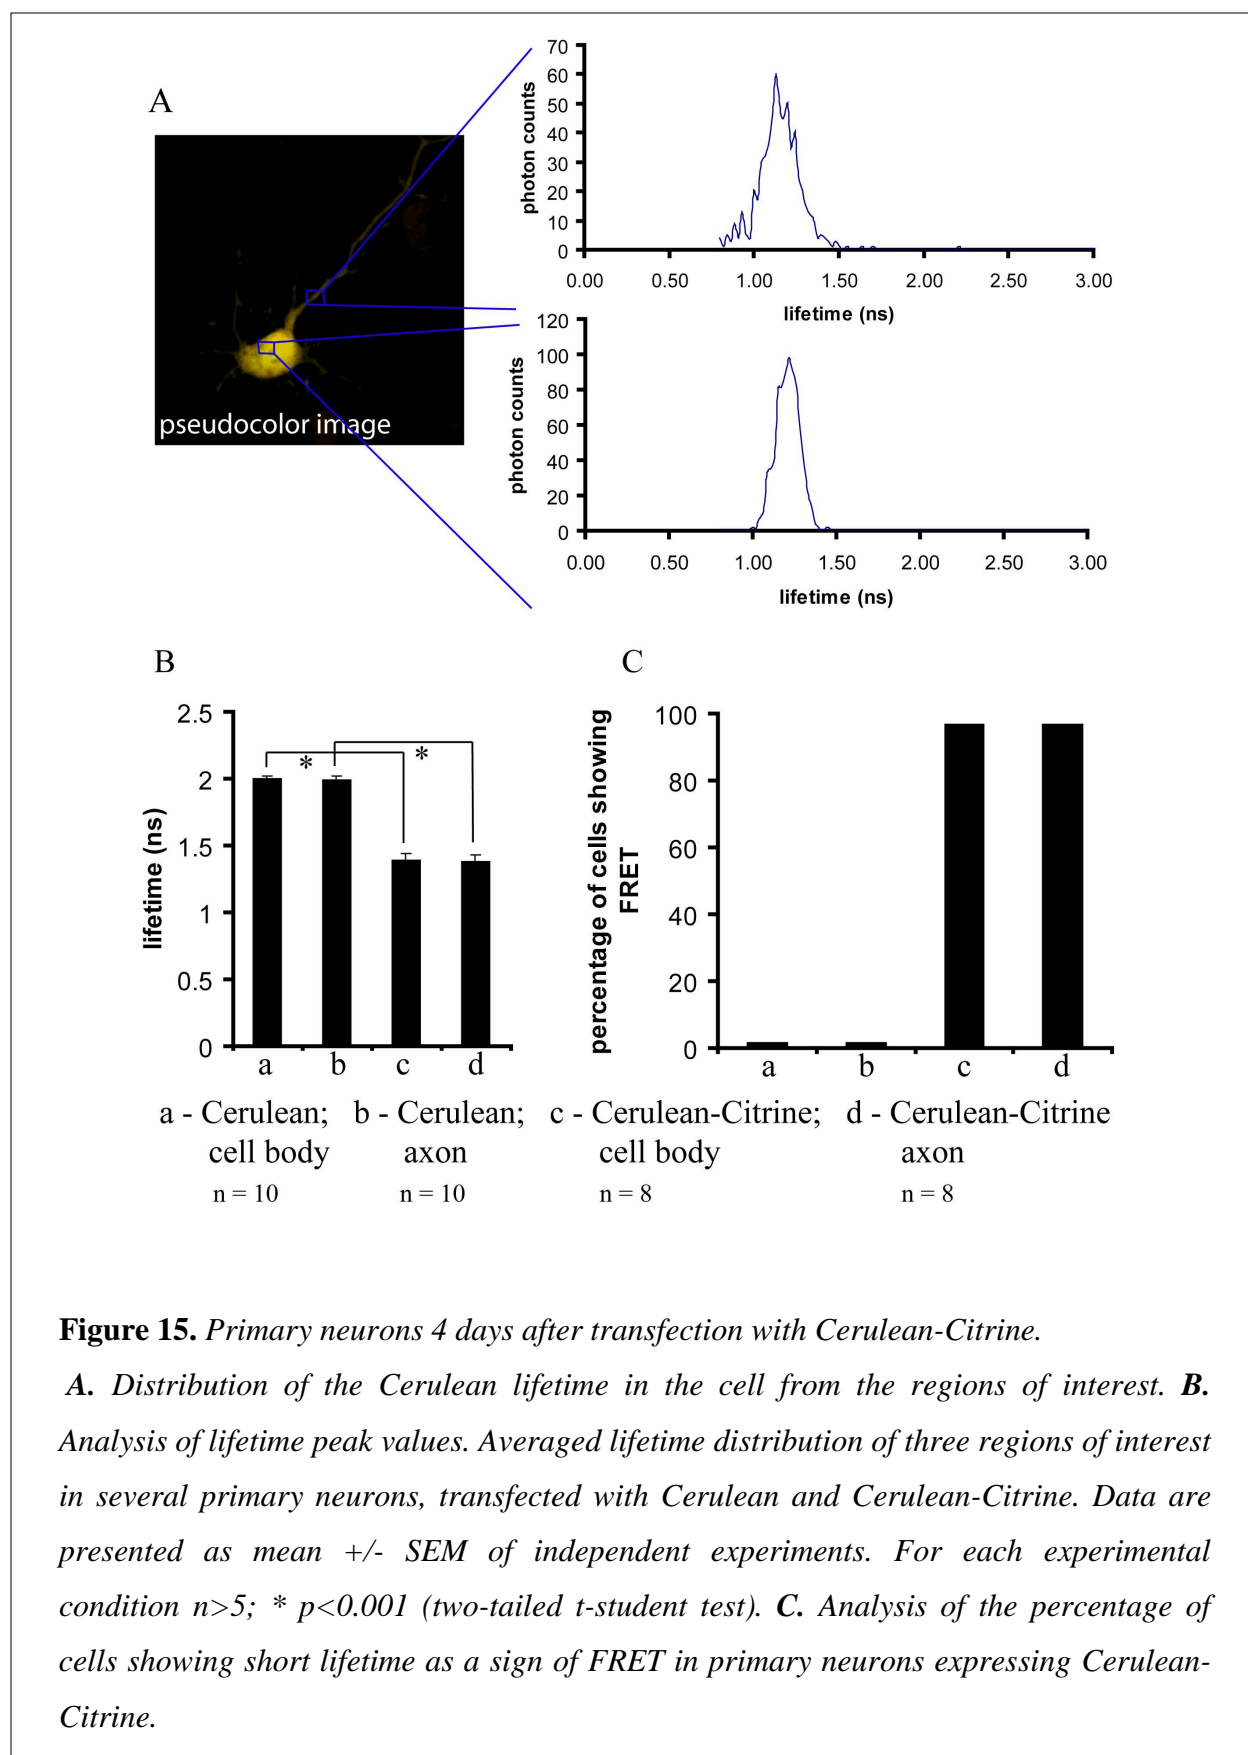 A
pseudocolor image
70
60
50
40
30
20
10
0
photon counts
0.00 0.50 1.00 1.50 2.00 2.50 3.00
lifetime (ns)
120
100
80
60
40
20
0
photon counts
0.00 0.50 1.00 1.50 2.00 2.50 3.00
lifetime (ns)
B
2.5
2
1.5
1
0.5
0
lifetime (ns)
* *
a b c d
C
100
80
60
40
20
0
percentage of cells showing
FRET
a b c d
a - Cerulean; b - Cerulean; c - Cerulean-Citrine; d - Cerulean-Citrine
cell body axon cell body axon
n = 10 n = 10 n = 8 n = 8
Figure 15. Primary neurons 4 days after transfection with Cerulean-Citrine.
A. Distribution of the Cerulean lifetime in the cell from the regions of interest. B.
Analysis of lifetime peak values. Averaged lifetime distribution of three regions of interest
in several primary neurons, transfected with Cerulean and Cerulean-Citrine. Data are
presented as mean +/- SEM of independent experiments. For each experimental
condition n>5; * p<0.001 (two-tailed t-student test). C. Analysis of the percentage of
cells showing short lifetime as a sign of FRET in primary neurons expressing Cerulean-
Citrine.